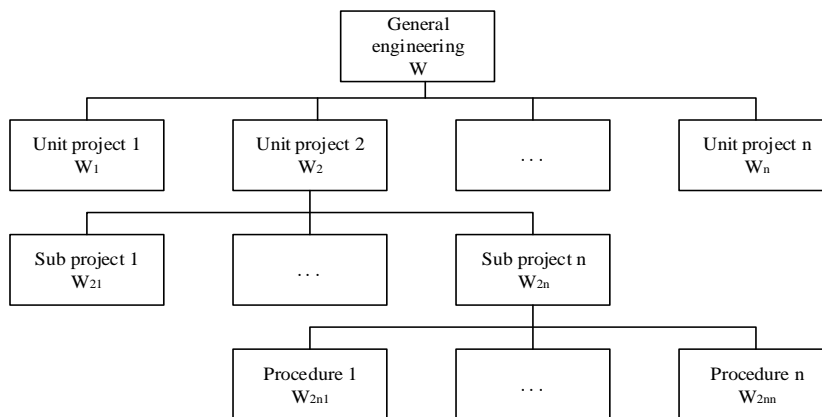 General
engineering
W
Unit project 1
W1
Unit project 2
W2
. . .
Unit project n
Wn
Sub project 1
W21
. . .
Sub project n
W2n
Procedure 1
W2n1
. . .
Procedure n
W2nn